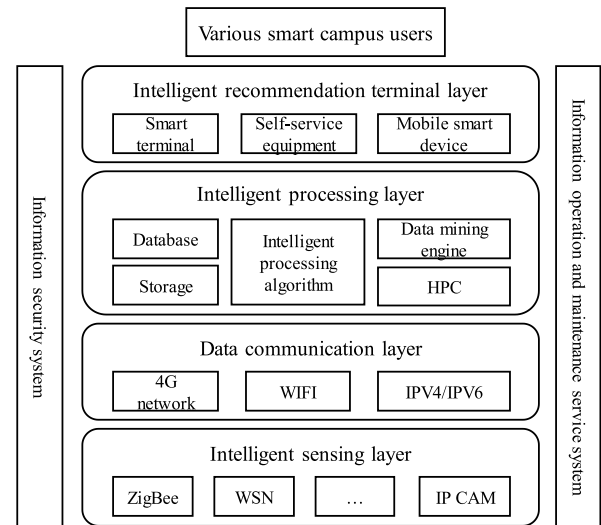 Various smart campus users
Information security system
Intelligent recommendation terminal layer
Smart
terminal
Self-service
equipment
Mobile smart
device
Intelligent processing layer
Database
Storage
Intelligent
processing
algorithm
Data mining
engine
HPC
Data communication layer
4G
network
WIFI
IPV4/IPV6
Intelligent sensing layer
ZigBee
WSN
...
IP CAM
Information operation and maintenance service system